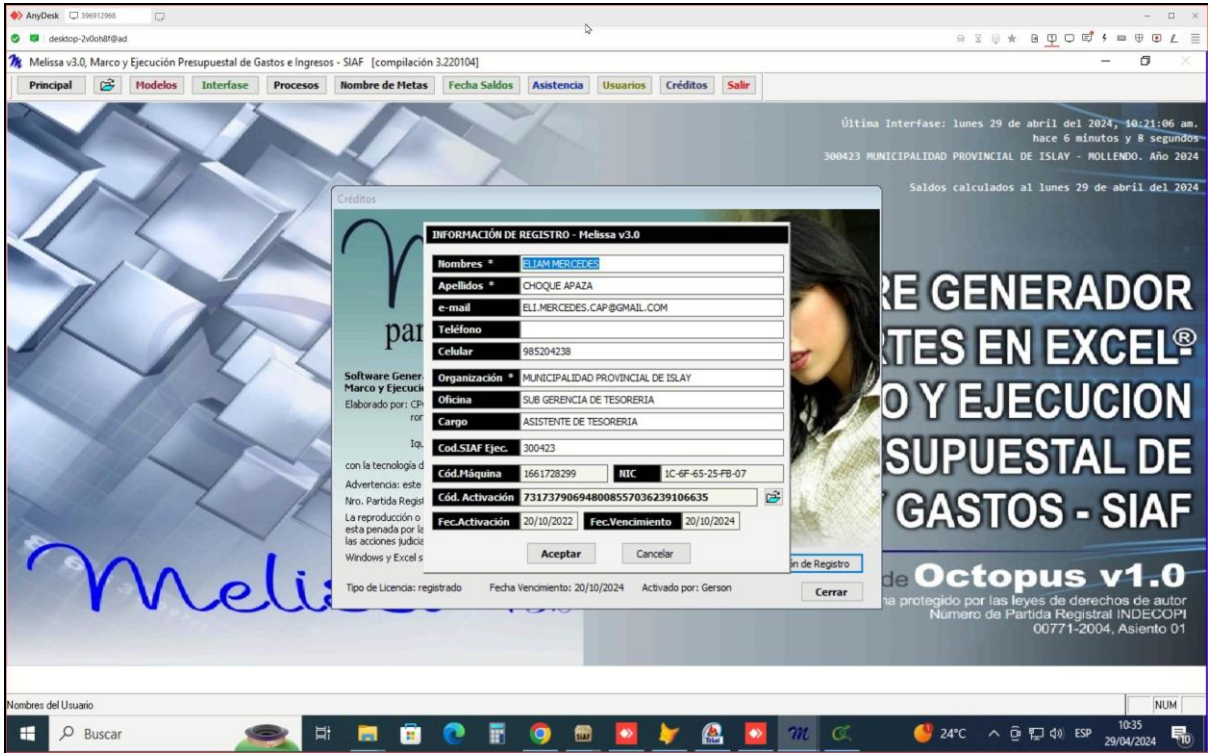 AnyDesk 396912968
desktop-2v0oh8f@ad
Melissa v3.0, Marco y Ejecución Presupuestal de Gastos e Ingresos - SIAF [compilación 3.220104]
Principal Modelos Interfase Procesos Nombre de Metas Fecha Saldos Asistencia Usuarios Créditos Salir
Última Interfase: lunes 29 de abril del 2024, 10:21:06 am.
hace 6 minutos y 8 segundos
300423 MUNICIPALIDAD PROVINCIAL DE ISLAY - MOLLENDO. Año 2024
Saldos calculados al lunes 29 de abril del 2024
Créditos
INFORMACIÓN DE REGISTRO - Melissa v3.0
Nombres * ELIAM MERCEDES
Apellidos * CHOQUE APAZA
e-mail ELI.MERCEDES.CAP@GMAIL.COM
Teléfono
Celular 985204238
Organización * MUNICIPALIDAD PROVINCIAL DE ISLAY
Oficina SUB GERENCIA DE TESORERIA
Cargo ASISTENTE DE TESORERIA
Cod.SIAF Ejec. 300423
Cód.Máquina 1661728299 NIC 1C-6F-65-25-FB-07
Cód. Activación 731737906948008557036239106635
Fec.Activación 20/10/2022 Fec.Vencimiento 20/10/2024
Aceptar Cancelar
par
Software Gener
Marco y Ejecuci
Elaborado por: CP
ror
Iqu
con la tecnología d
Advertencia: este
Nro. Partida Regist
La reproducción o
esta penada por la
las acciones judicia
Windows y Excel s
ón de Registro
Tipo de Licencia: registrado Fecha Vencimiento: 20/10/2024 Activado por: Gerson
Cerrar
RE GENERADOR
RTES EN EXCEL®
O Y EJECUCION
SUPUESTAL DE
Y GASTOS - SIAF
de Octopus v1.0
ma protegido por las leyes de derechos de autor
Número de Partida Registral INDECOPI
00771-2004, Asiento 01
Nombres del Usuario
NUM
Buscar
SIAF
24°C
ESP
10:35
29/04/2024